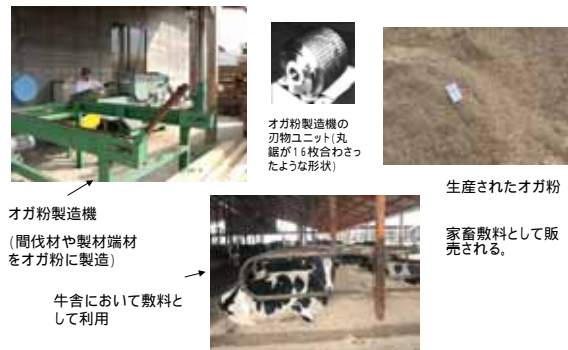 オガ粉製造機の
刃物ユニット(丸
鋸が16枚合わさっ
たような形状)
生産されたオガ粉
オガ粉製造機
(間伐材や製材端材
をオガ粉に製造)
家畜敷料として販
売される。
牛舎において敷料と
して利用